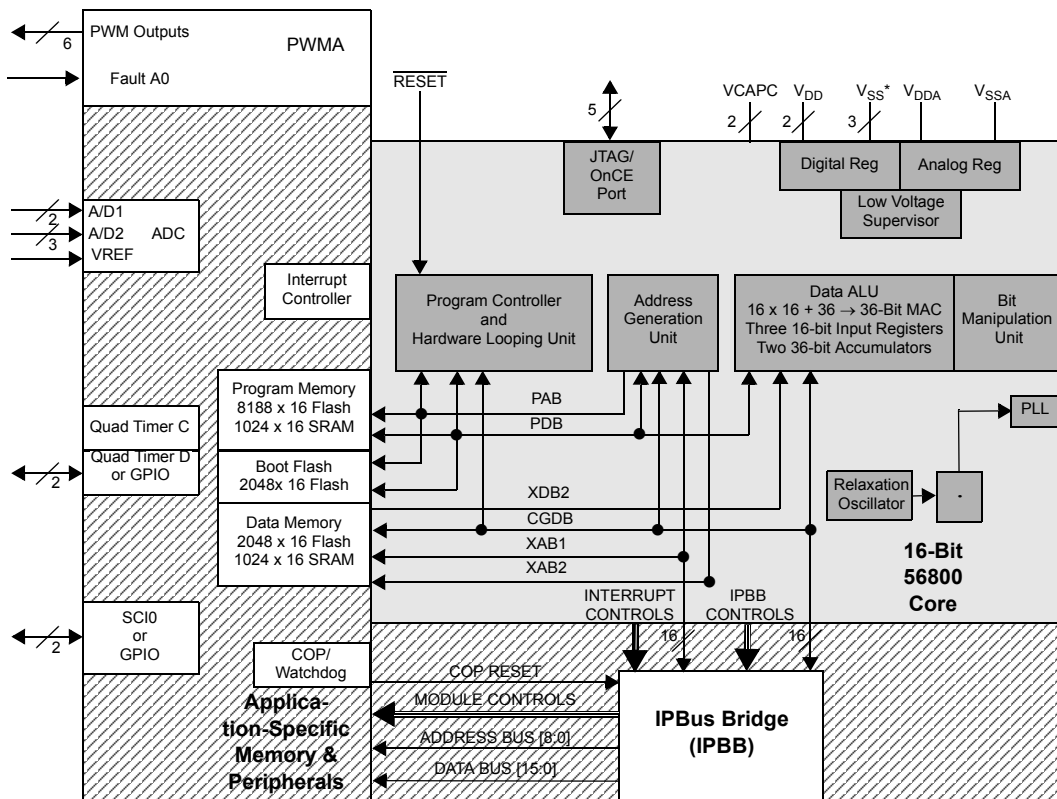 PWM Outputs
6
PWMA
Fault A0
RESET
5
VCAPC
VDD
VSS*
VDDA
VSSA
2
2
3
JTAG/
OnCE
Port
Digital Reg
Analog Reg
Low Voltage
Supervisor
A/D1
2
A/D2
ADC
3
VREF
Interrupt
Controller
Program Controller
and
Hardware Looping Unit
Address
Generation
Unit
Data ALU
16 x 16 + 36 → 36-Bit MAC
Three 16-bit Input Registers
Two 36-bit Accumulators
Bit
Manipulation
Unit
Program Memory
8188 x 16 Flash
1024 x 16 SRAM
PAB
PDB
PLL
Quad Timer C
Quad Timer D
or GPIO
2
Boot Flash
2048x 16 Flash
XDB2
Relaxation
Oscillator
-
Data Memory
2048 x 16 Flash
1024 x 16 SRAM
CGDB
XAB1
XAB2
16-Bit
56800
Core
INTERRUPT
CONTROLS
IPBB
CONTROLS
16
16
SCI0
or
GPIO
2
COP/
Watchdog
COP RESET
MODULE CONTROLS
ADDRESS BUS [8:0]
DATA BUS [15:0]
Applica-
tion-Specific
Memory &
Peripherals
IPBus Bridge
(IPBB)